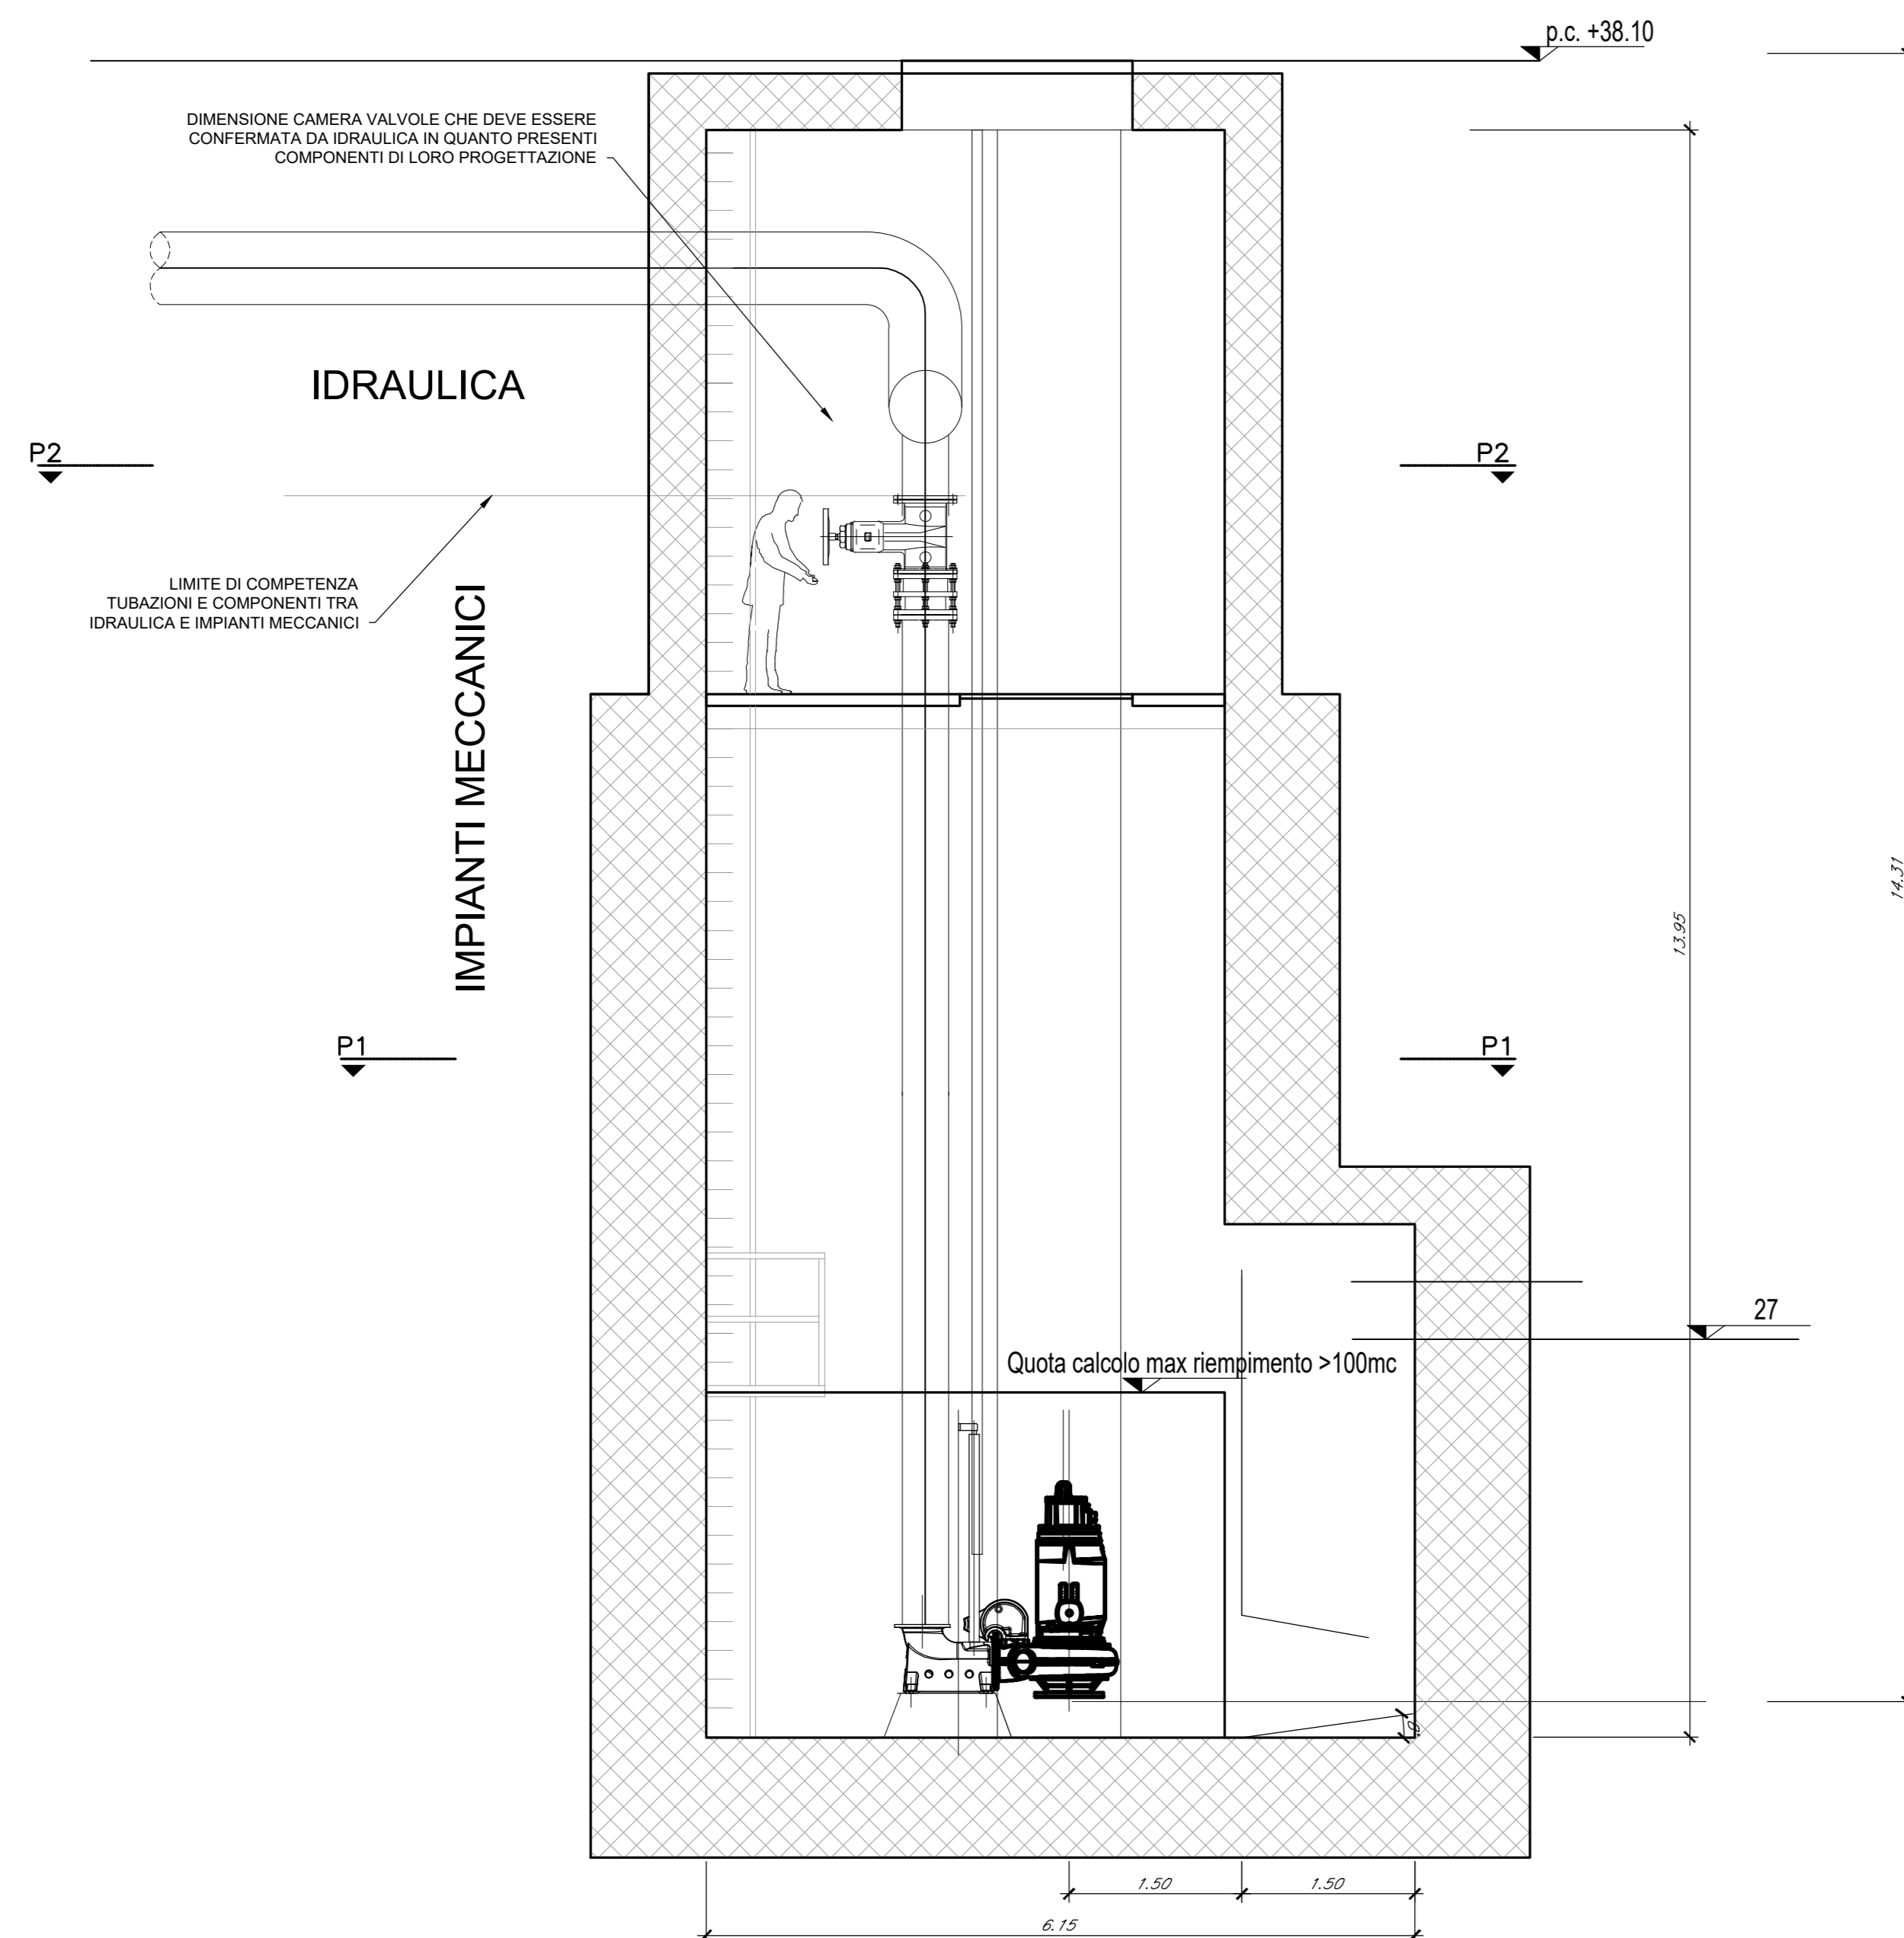 p.c. +38.10
DIMENSIONE CAMERA VALVOLE CHE DEVE ESSERE
CONFERMATA DA IDRAULICA IN QUANTO PRESENTI
COMPONENTI DI LORO PROGETTAZIONE
IDRAULICA
P2
P2
LIMITE DI COMPETENZA
TUBAZIONI E COMPONENTI TRA
IDRAULICA E IMPIANTI MECCANICI
IMPIANTI MECCANICI
14.31
13.95
P1
P1
27
Quota calcolo max riempimento >100mc
1.50
1.50
6.15